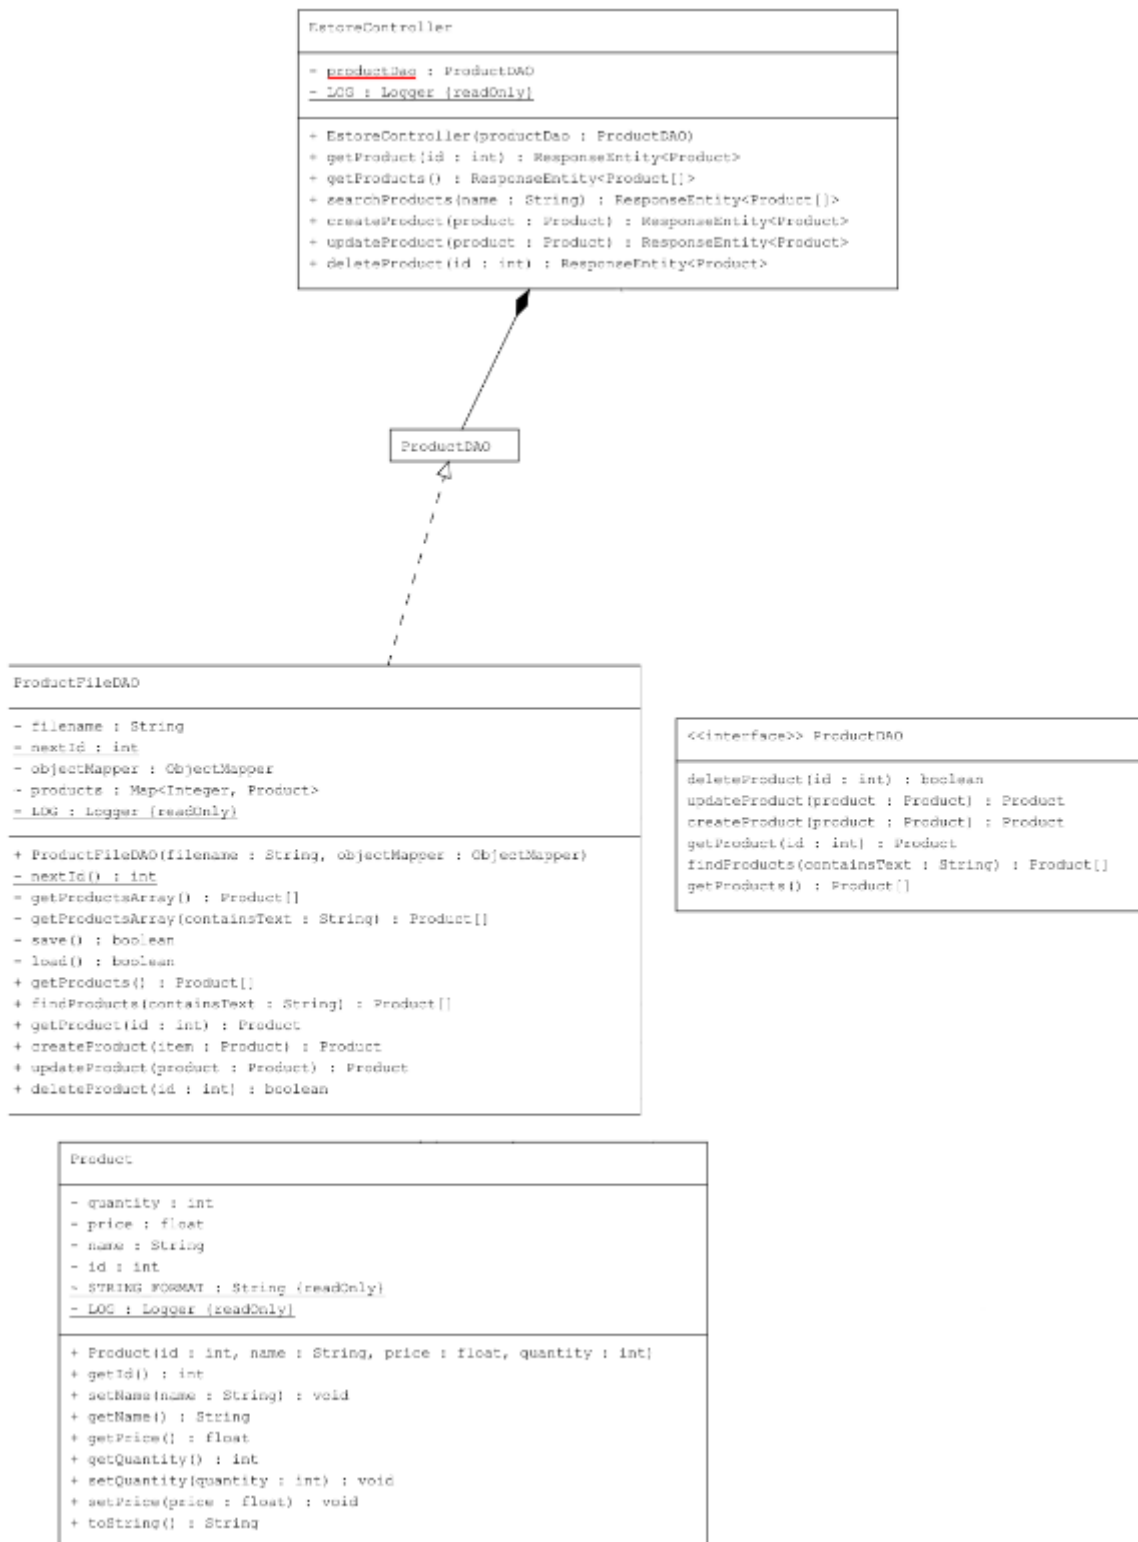 EstoreController
- productDao : ProductDAO
- LOG : Logger {readOnly}
+ EstoreController(productDao : ProductDAO)
+ getProduct(id : int) : ResponseEntity<Product>
+ getProducts() : ResponseEntity<Product[]>
+ searchProducts(name : String) : ResponseEntity<Product[]>
+ createProduct(product : Product) : ResponseEntity<Product>
+ updateProduct(product : Product) : ResponseEntity<Product>
+ deleteProduct(id : int) : ResponseEntity<Product>
ProductDAO
ProductFileDAO
- filename : String
- nextId : int
- objectMapper : ObjectMapper
~ products : Map<Integer, Product>
- LOG : Logger {readOnly}
+ ProductFileDAO(filename : String, objectMapper : ObjectMapper)
- nextId() : int
- getProductsArray() : Product[]
- getProductsArray(containsText : String) : Product[]
- save() : boolean
- load() : boolean
+ getProducts() : Product[]
+ findProducts(containsText : String) : Product[]
+ getProduct(id : int) : Product
+ createProduct(item : Product) : Product
+ updateProduct(product : Product) : Product
+ deleteProduct(id : int) : boolean
<<interface>> ProductDAO
deleteProduct(id : int) : boolean
updateProduct(product : Product) : Product
createProduct(product : Product) : Product
getProduct(id : int) : Product
findProducts(containsText : String) : Product[]
getProducts() : Product[]
Product
- quantity : int
- price : float
- name : String
- id : int
~ STRING_FORMAT : String {readOnly}
- LOG : Logger {readOnly}
+ Product(id : int, name : String, price : float, quantity : int)
+ getId() : int
+ setName(name : String) : void
+ getName() : String
+ getPrice() : float
+ getQuantity() : int
+ setQuantity(quantity : int) : void
+ setPrice(price : float) : void
+ toString() : String